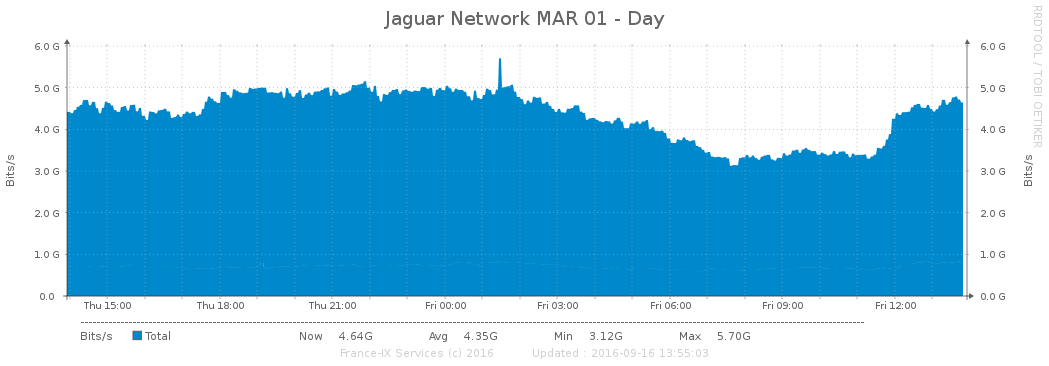 Jaguar Network MAR 01 - Day
RRDTOOL / TOBI OETIKER
6.0 G 6.0 G
5.0 G 5.0 G
4.0 G 4.0 G
3.0 G 3.0 G
2.0 G 2.0 G
1.0 G 1.0 G
0.0 0.0 G
Bits/s
Bits/s
Thu 15:00 Thu 18:00 Thu 21:00 Fri 00:00 Fri 03:00 Fri 06:00 Fri 09:00 Fri 12:00
Bits/s Total Now 4.64G Avg 4.35G Min 3.12G Max 5.70G
France-IX Services (c) 2016 Updated : 2016-09-16 13:55:03